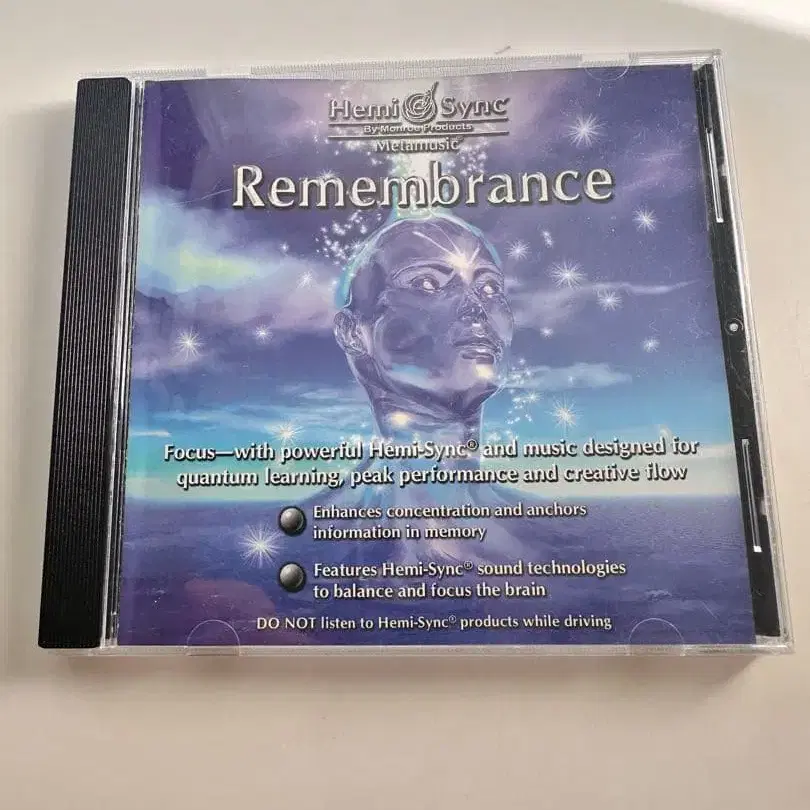 Hemi Sync®
By Monroe Products
Metamusic®
Remembrance
Focus—with powerful Hemi-Sync® and music designed for
quantum learning, peak performance and creative flow
Enhances concentration and anchors
information in memory
Features Hemi-Sync® sound technologies
to balance and focus the brain
DO NOT listen to Hemi-Sync® products while driving